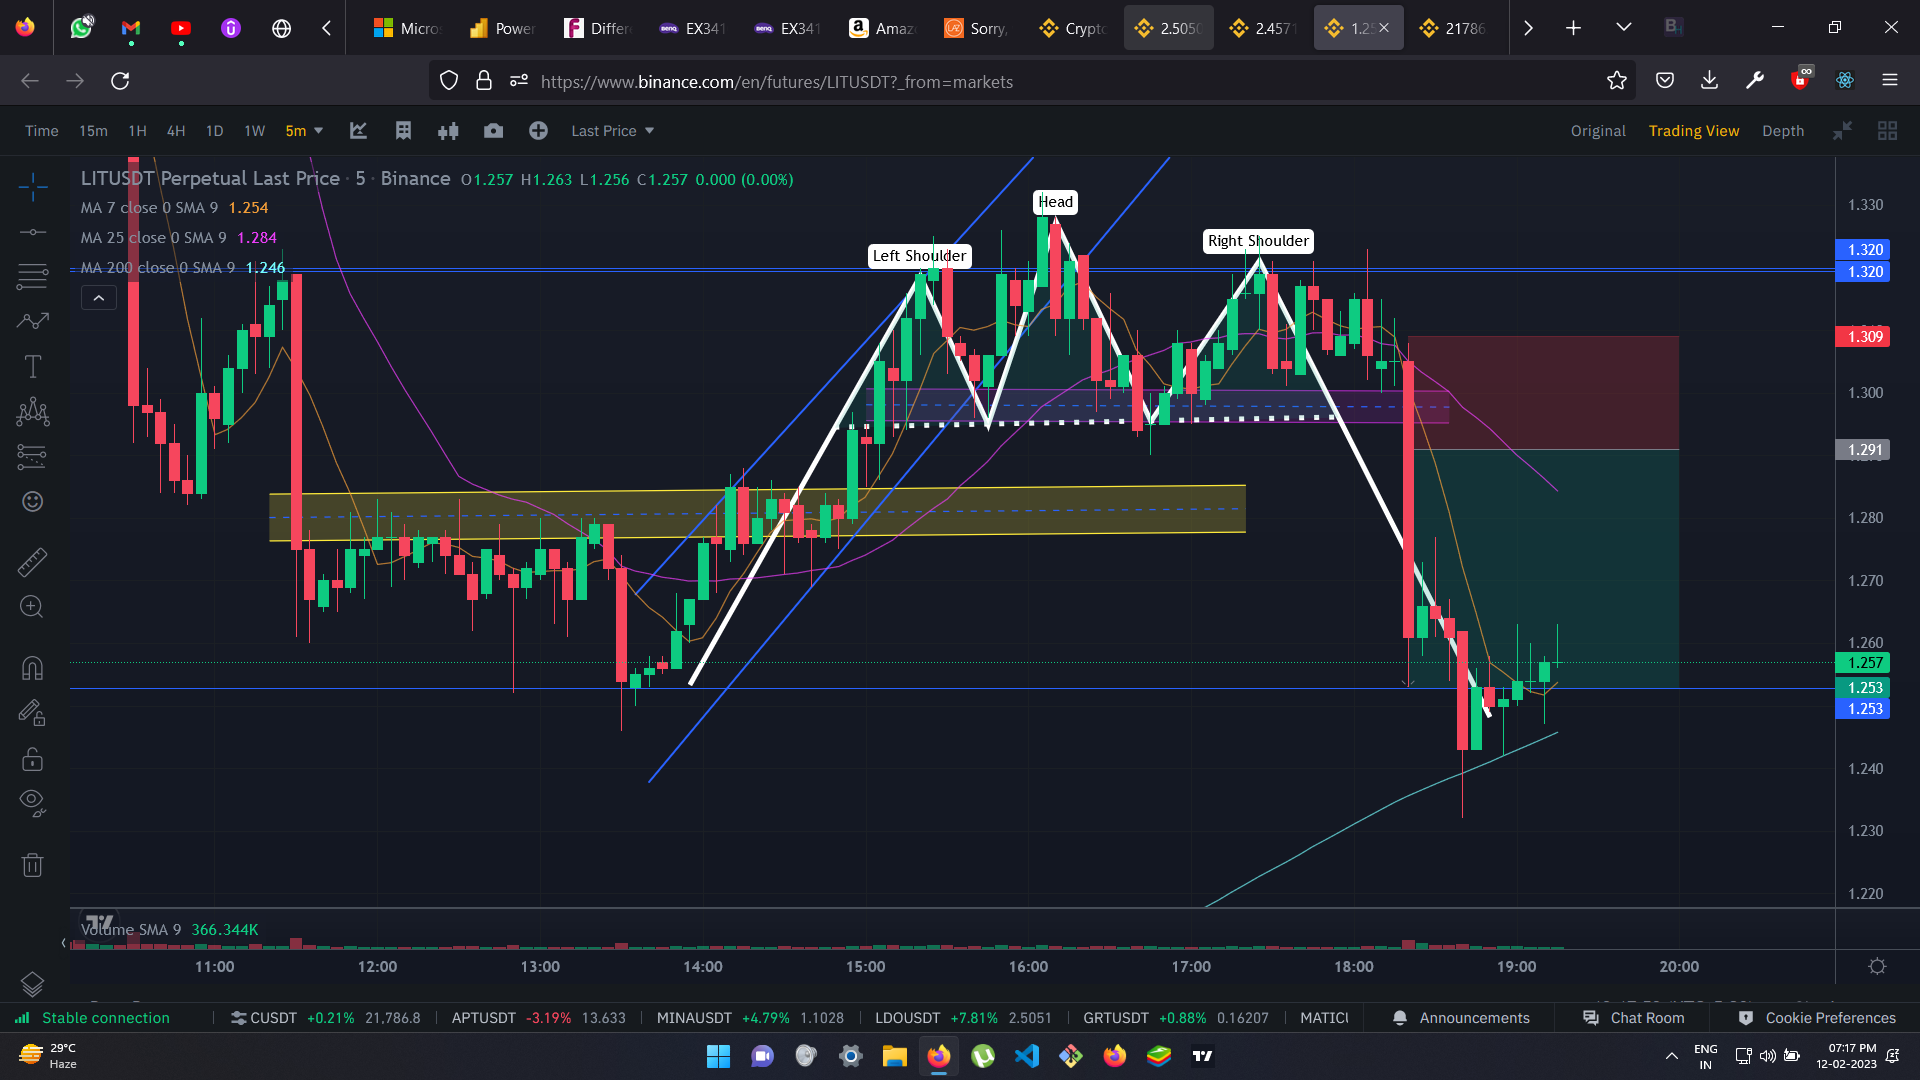 Micro
Power
Differ
BenQ
EX341
BenQ
EX341
Amaz
Sorry,
Crypto
2.5050
2.4571
1.25
21786
https://www.binance.com/en/futures/LITUSDT?_from=markets
Time 15m 1H 4H 1D 1W 5m Last Price Original Trading View Depth
LITUSDT Perpetual Last Price · 5 · Binance O1.257 H1.263 L1.256 C1.257 0.000 (0.00%)
MA 7 close 0 SMA 9 1.254
MA 25 close 0 SMA 9 1.284
MA 200 close 0 SMA 9 1.246
Left Shoulder
Head
Right Shoulder
1.330
1.320
1.320
1.309
1.300
1.291
1.280
1.270
1.260
1.257
1.253
1.253
1.240
1.230
1.220
Volume SMA 9 366.344K
11:00 12:00 13:00 14:00 15:00 16:00 17:00 18:00 19:00 20:00
Stable connection CUSDT +0.21% 21,786.8 APTUSDT -3.19% 13.633 MINAUSDT +4.79% 1.1028 LDOUSDT +7.81% 2.5051 GRTUSDT +0.88% 0.16207 MATICU Announcements Chat Room Cookie Preferences
29°C
Haze
ENG
IN
07:17 PM
12-02-2023